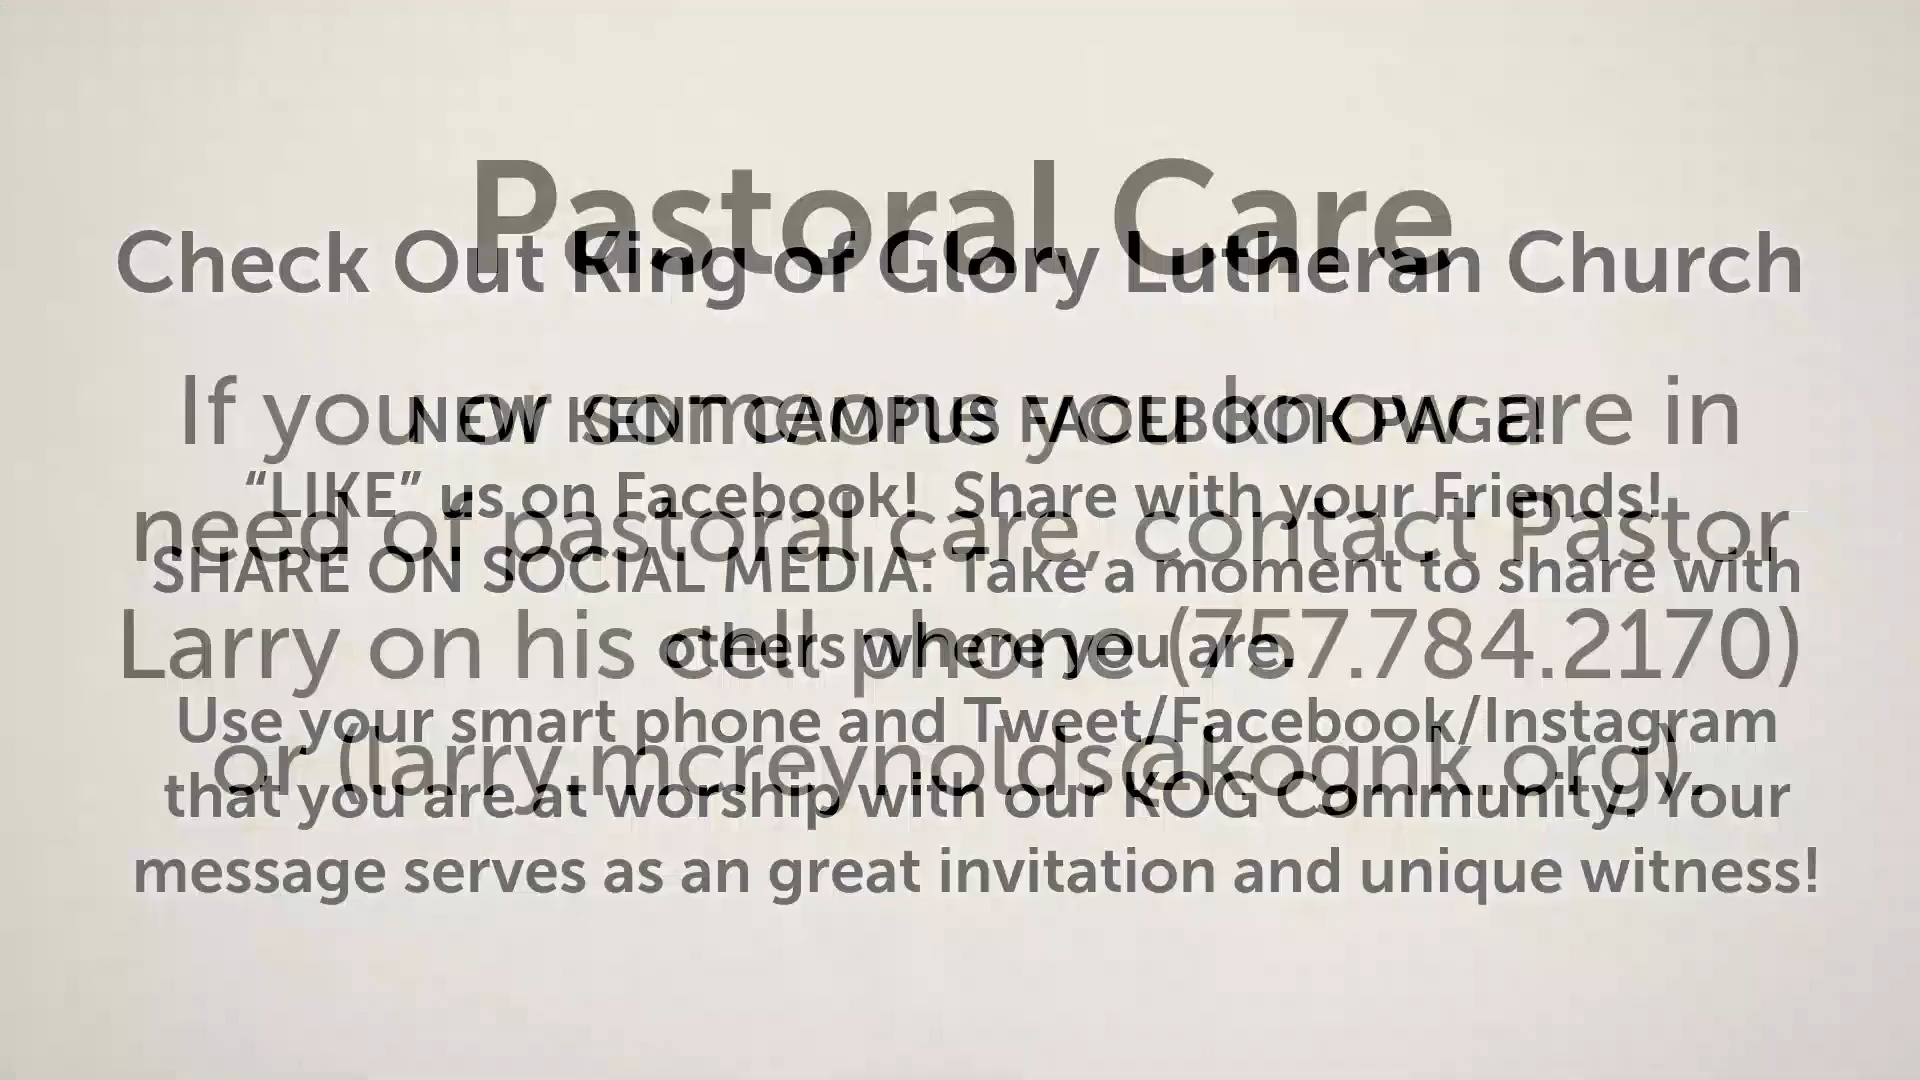 Pastoral Care
If you or someone you know are in
need of pastoral care, contact Pastor
Larry on his cell phone (757.784.2170)
or (larry.mcreynolds@kognk.org).
Check Out King of Glory Lutheran Church
NEW KENT CAMPUS FACEBOOK PAGE!
“LIKE” us on Facebook! Share with your Friends!
SHARE ON SOCIAL MEDIA: Take a moment to share with
others where you are.
Use your smart phone and Tweet/Facebook/Instagram
that you are at worship with our KOG Community. Your
message serves as an great invitation and unique witness!